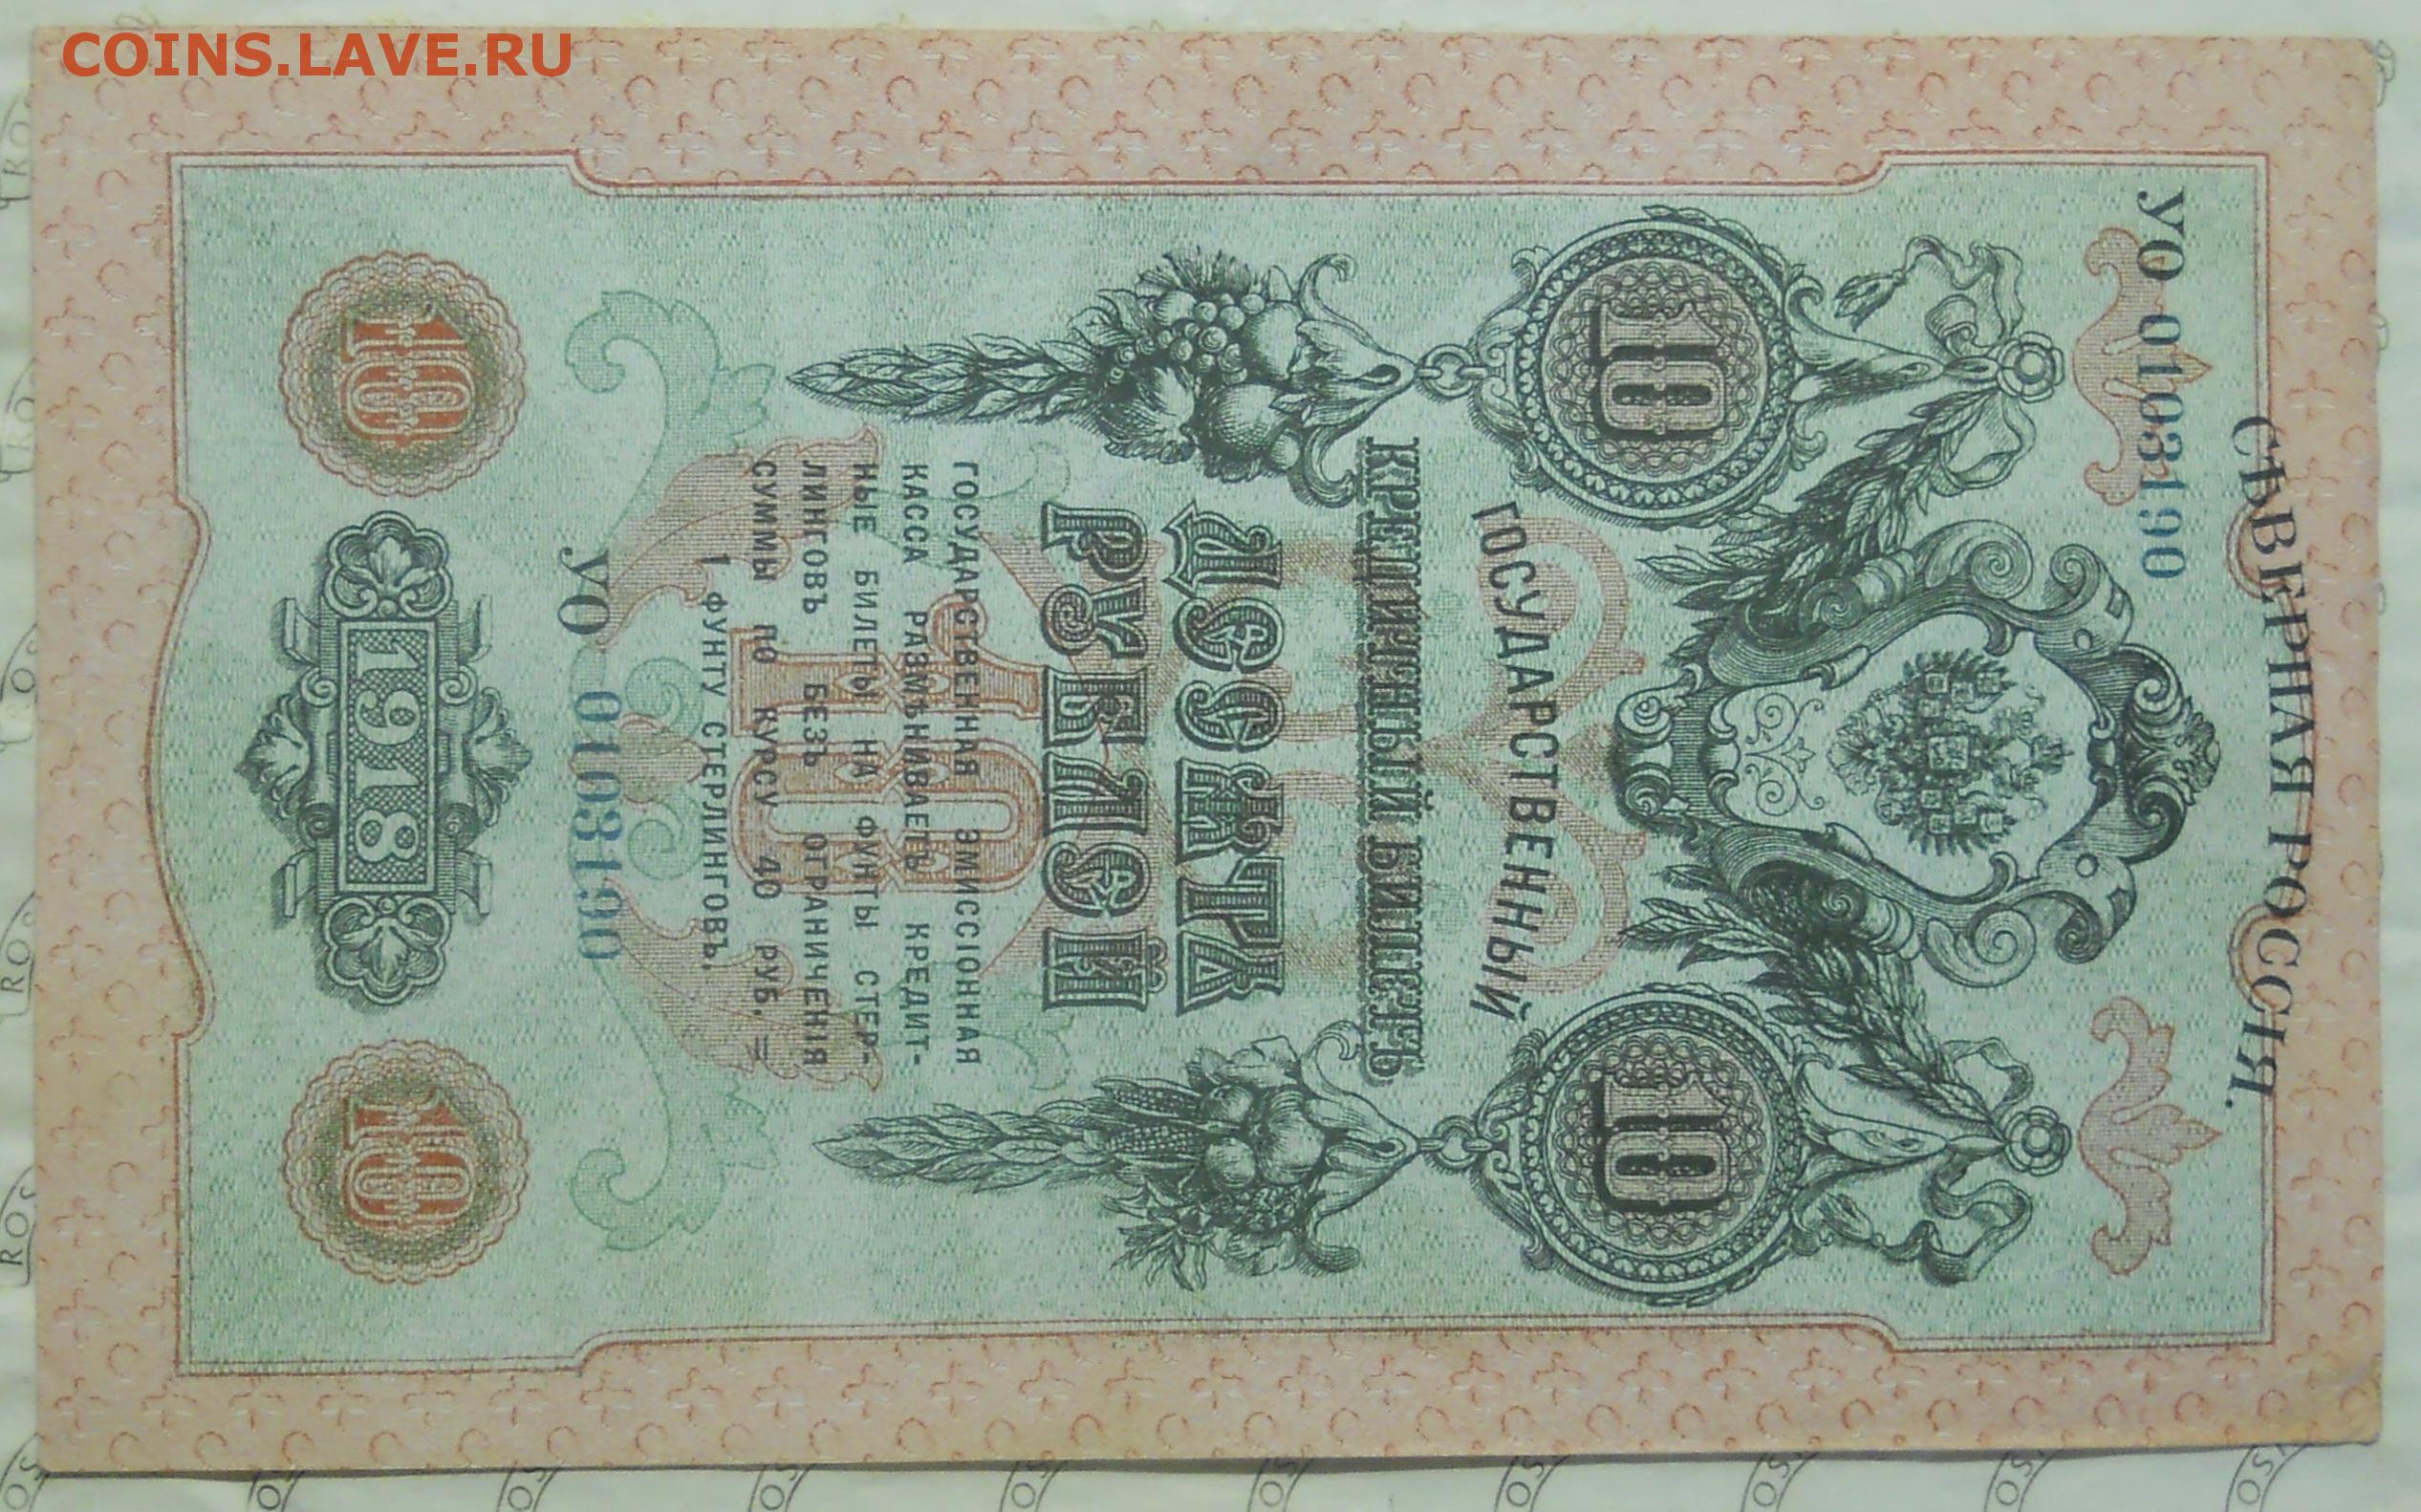 COINS.LAVE.RU
СѢВЕРНАЯ РОССІЯ.
УО 0103190
10
10
ГОСУДАРСТВЕННЫЙ
КРЕДИТНЫЙ БИЛЕТЪ
ДЕСЯТЬ
РУБЛЕЙ
10
ГОСУДАРСТВЕННАЯ ЭМИССІОННАЯ
КАССА РАЗМѢНИВАЕТЪ КРЕДИТ-
НЫЕ БИЛЕТЫ НА ФУНТЫ СТЕР-
ЛИНГОВЪ БЕЗЪ ОГРАНИЧЕНІЯ
СУММЫ ПО КУРСУ 40 РУБ. =
1 ФУНТУ СТЕРЛИНГОВЪ.
УО 0103190
10
1918
10